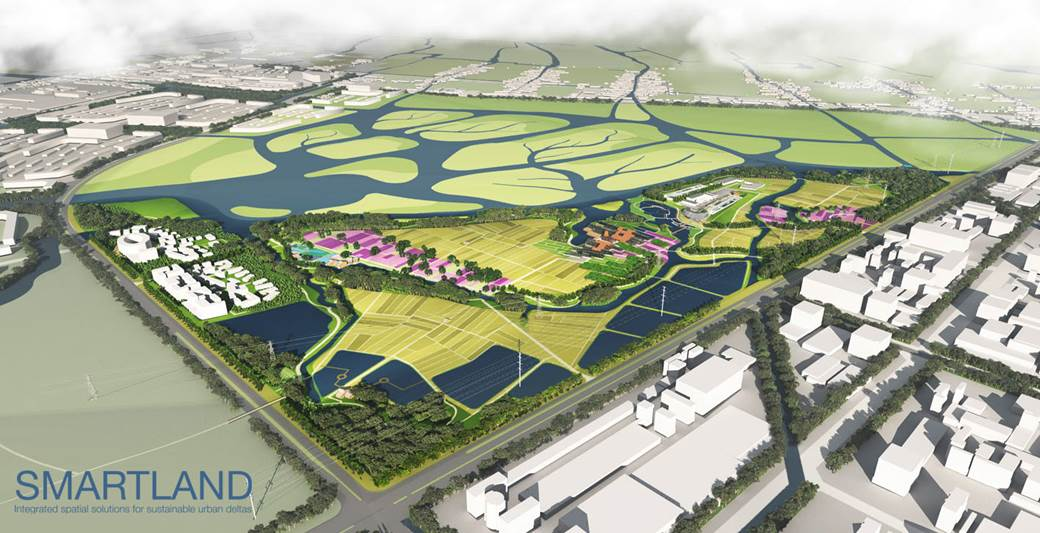 SMARTLAND
Integrated spatial solutions for sustainable urban deltas